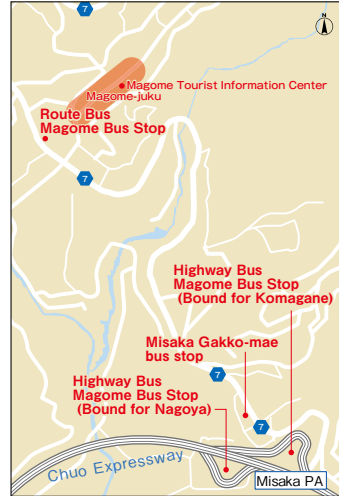 7
N
Magome Tourist Information Center
Magome-juku
Route Bus
Magome Bus Stop
7
Highway Bus
Magome Bus Stop
(Bound for Komagane)
Misaka Gakko-mae
bus stop
7
Highway Bus
Magome Bus Stop
(Bound for Nagoya)
7
Chuo Expressway
Misaka PA